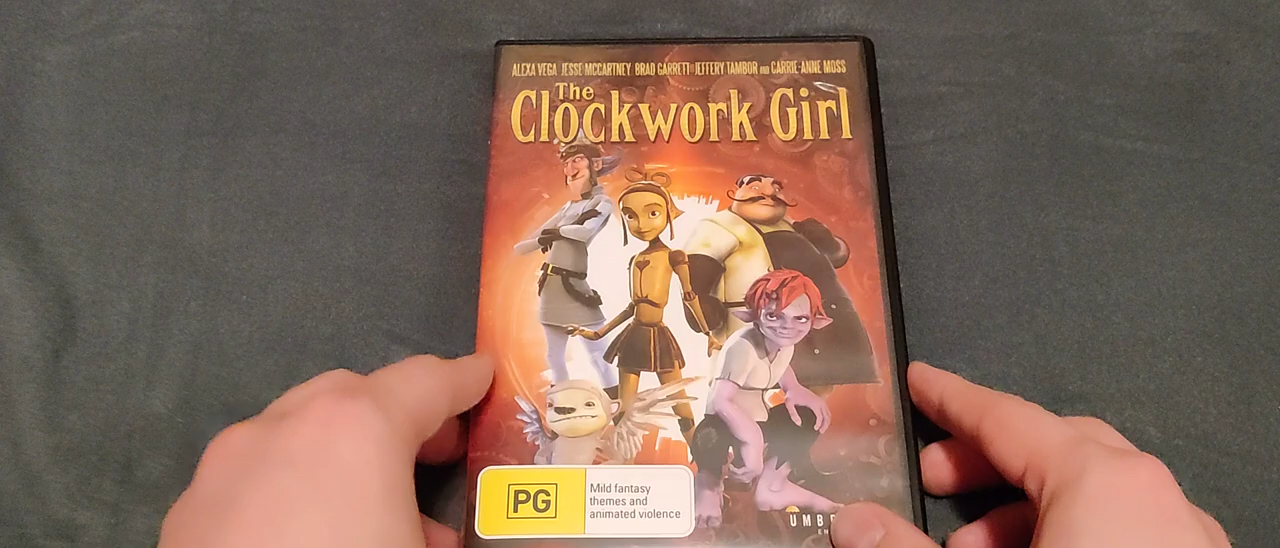 ALEXA VEGA JESSE MCCARTNEY BRAD GARRETT JEFFERY TAMBOR AND CARRIE-ANNE MOSS
The
Clockwork Girl
PG
Mild fantasy
themes and
animated violence